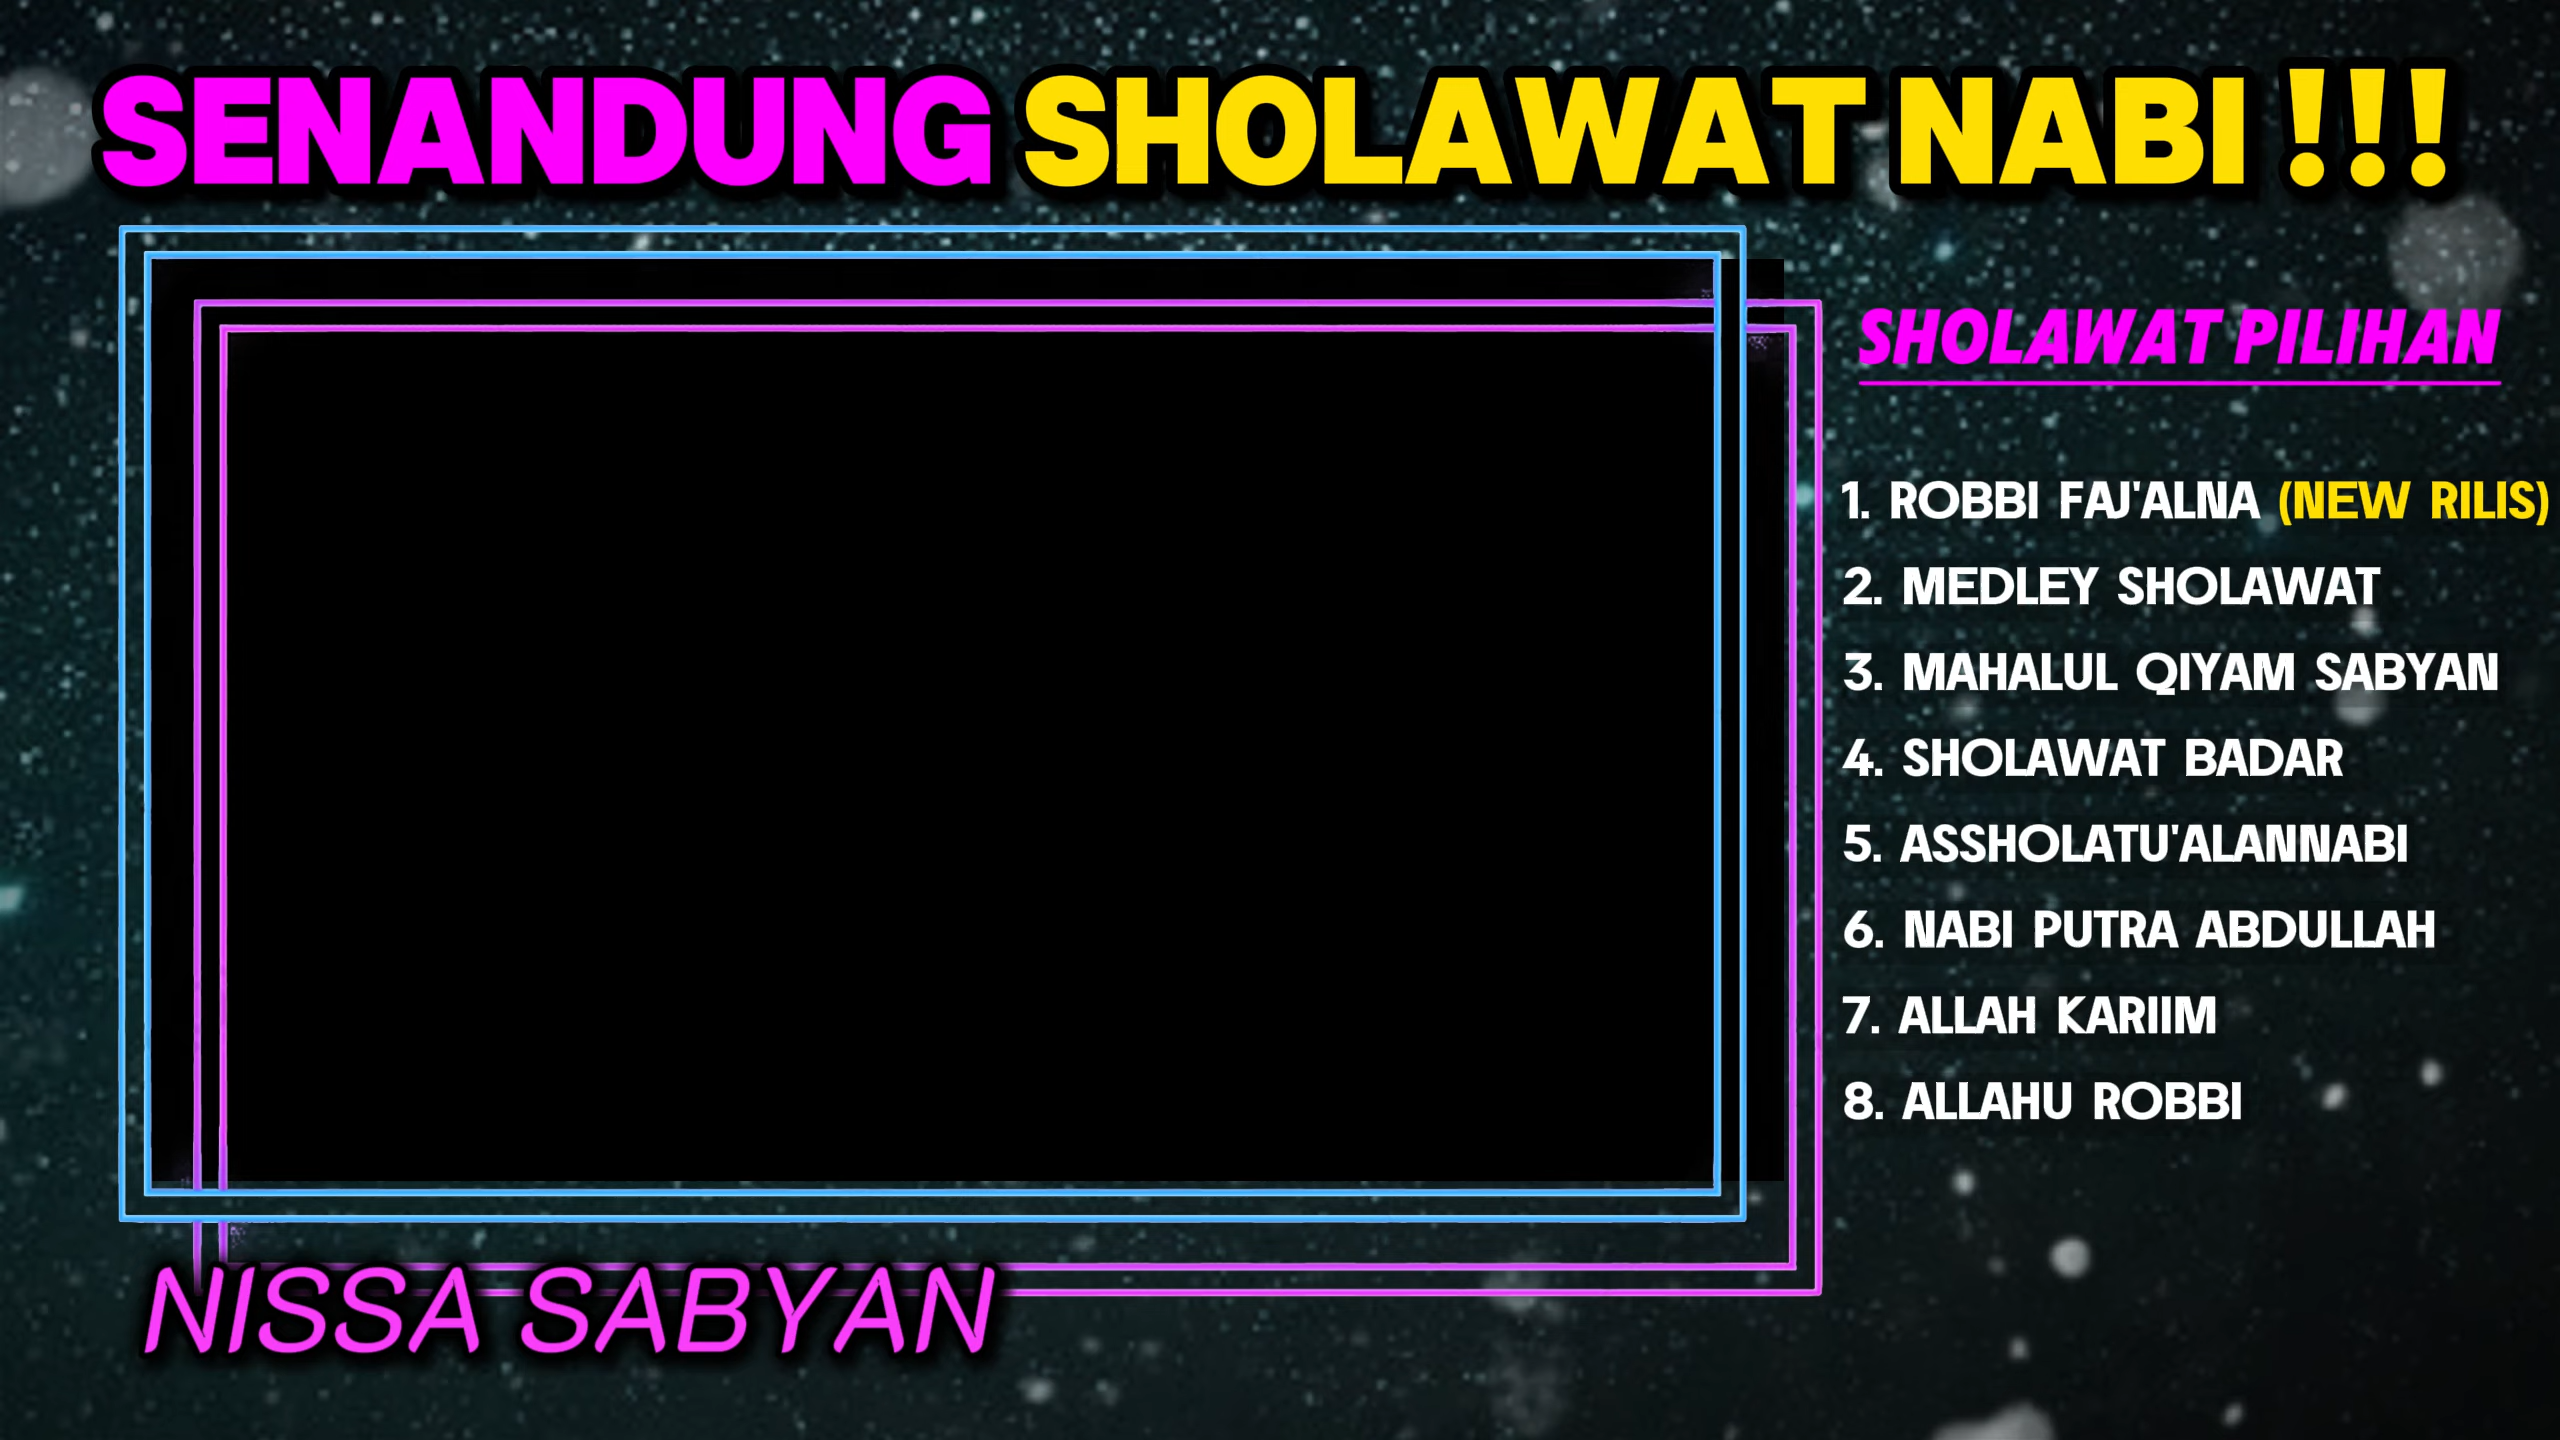 SENANDUNG SHOLAWAT NABI !!!
SHOLAWAT PILIHAN
1. ROBBI FAJ'ALNA (NEW RILIS)
2. MEDLEY SHOLAWAT
3. MAHALUL QIYAM SABYAN
4. SHOLAWAT BADAR
5. ASSHOLATU'ALANNABI
6. NABI PUTRA ABDULLAH
7. ALLAH KARIIM
8. ALLAHU ROBBI
NISSA SABYAN